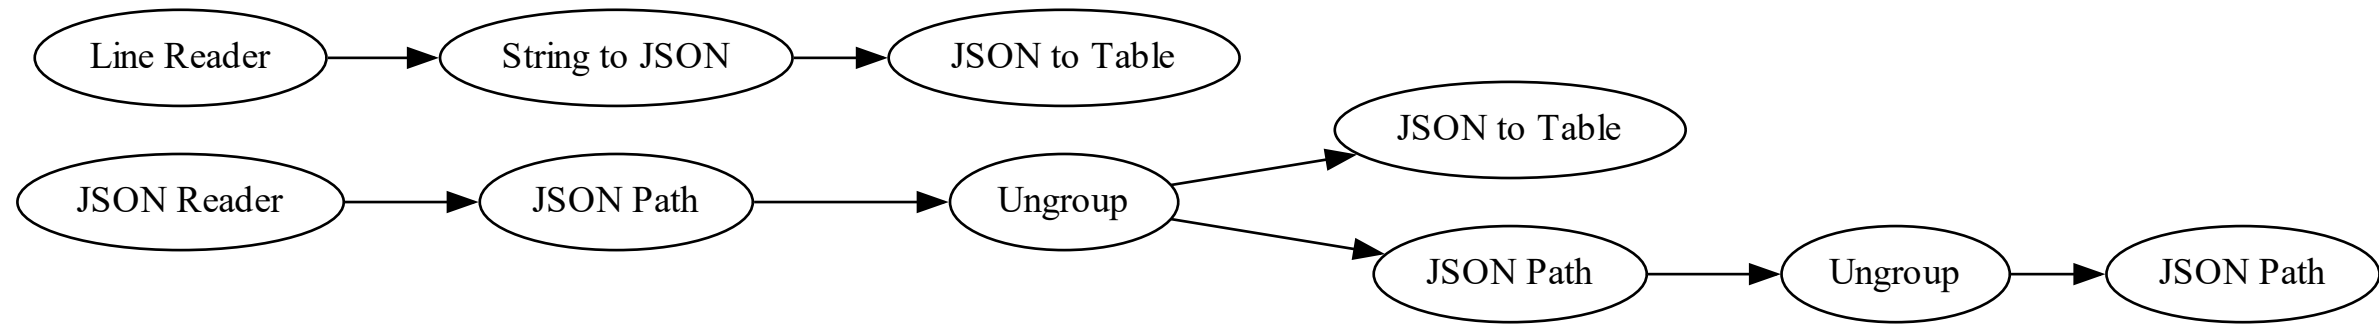 Line Reader
String to JSON
JSON to Table
JSON to Table
JSON Reader
JSON Path
Ungroup
JSON Path
Ungroup
JSON Path